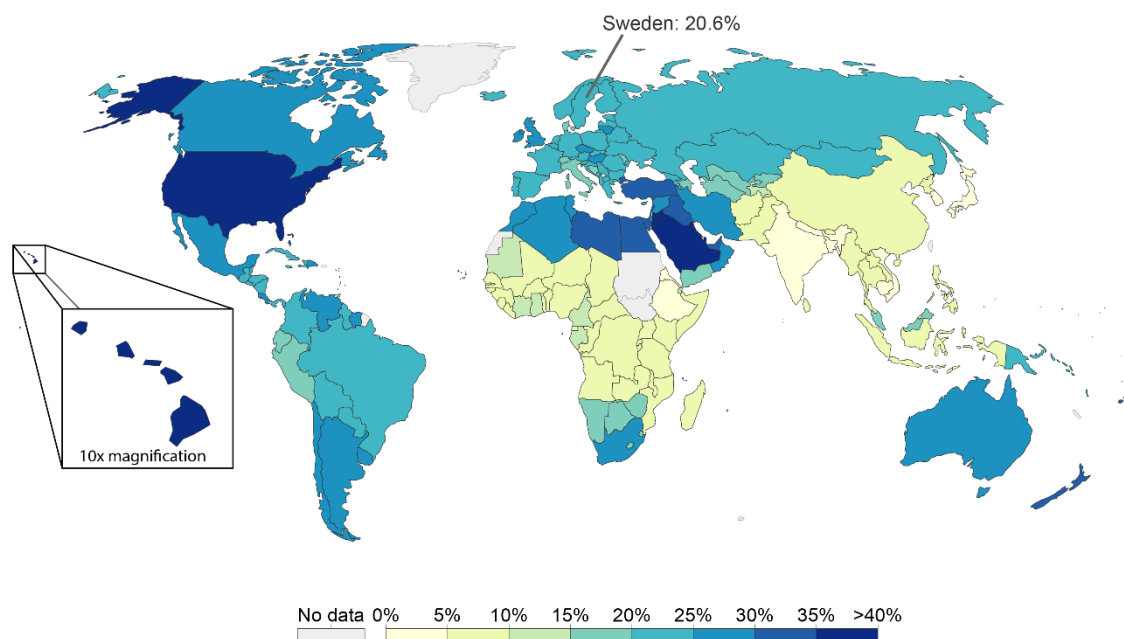 Sweden: 20.6%
10x magnification
No data 0% 5% 10% 15% 20% 25% 30% 35% >40%